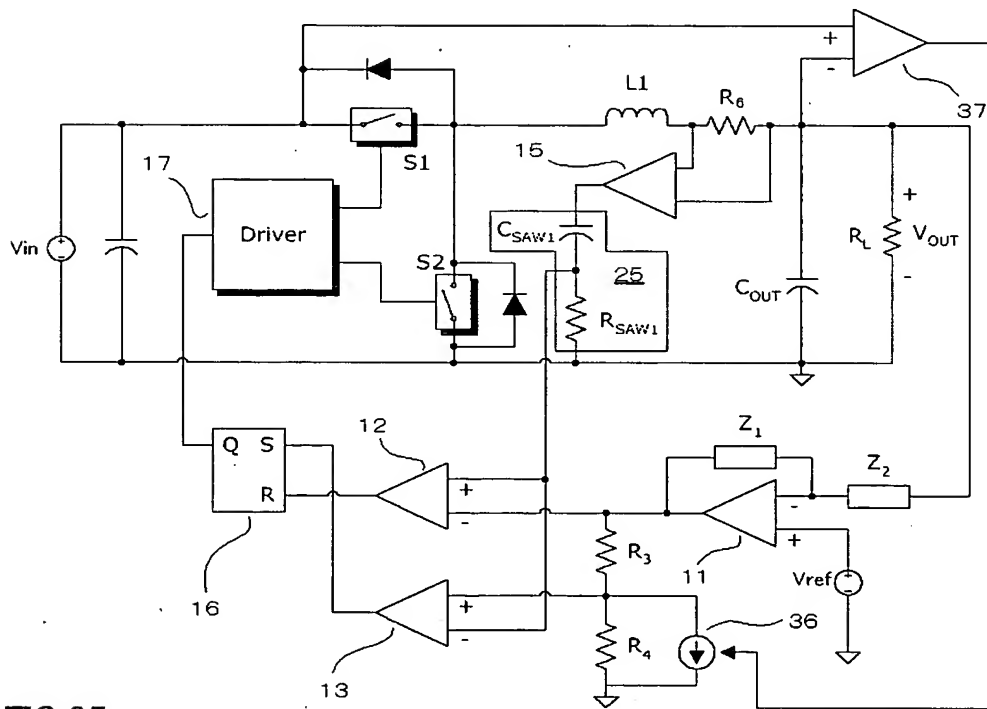 +
-
37
L1
R6
15
S1
17
Driver
Vin
CSAW1
25
S2
RSAW1
COUT
RL
+
VOUT
-
12
Z1
Z2
Q S
R
+
-
-
+
11
R3
Vref
16
+
-
R4
36
13